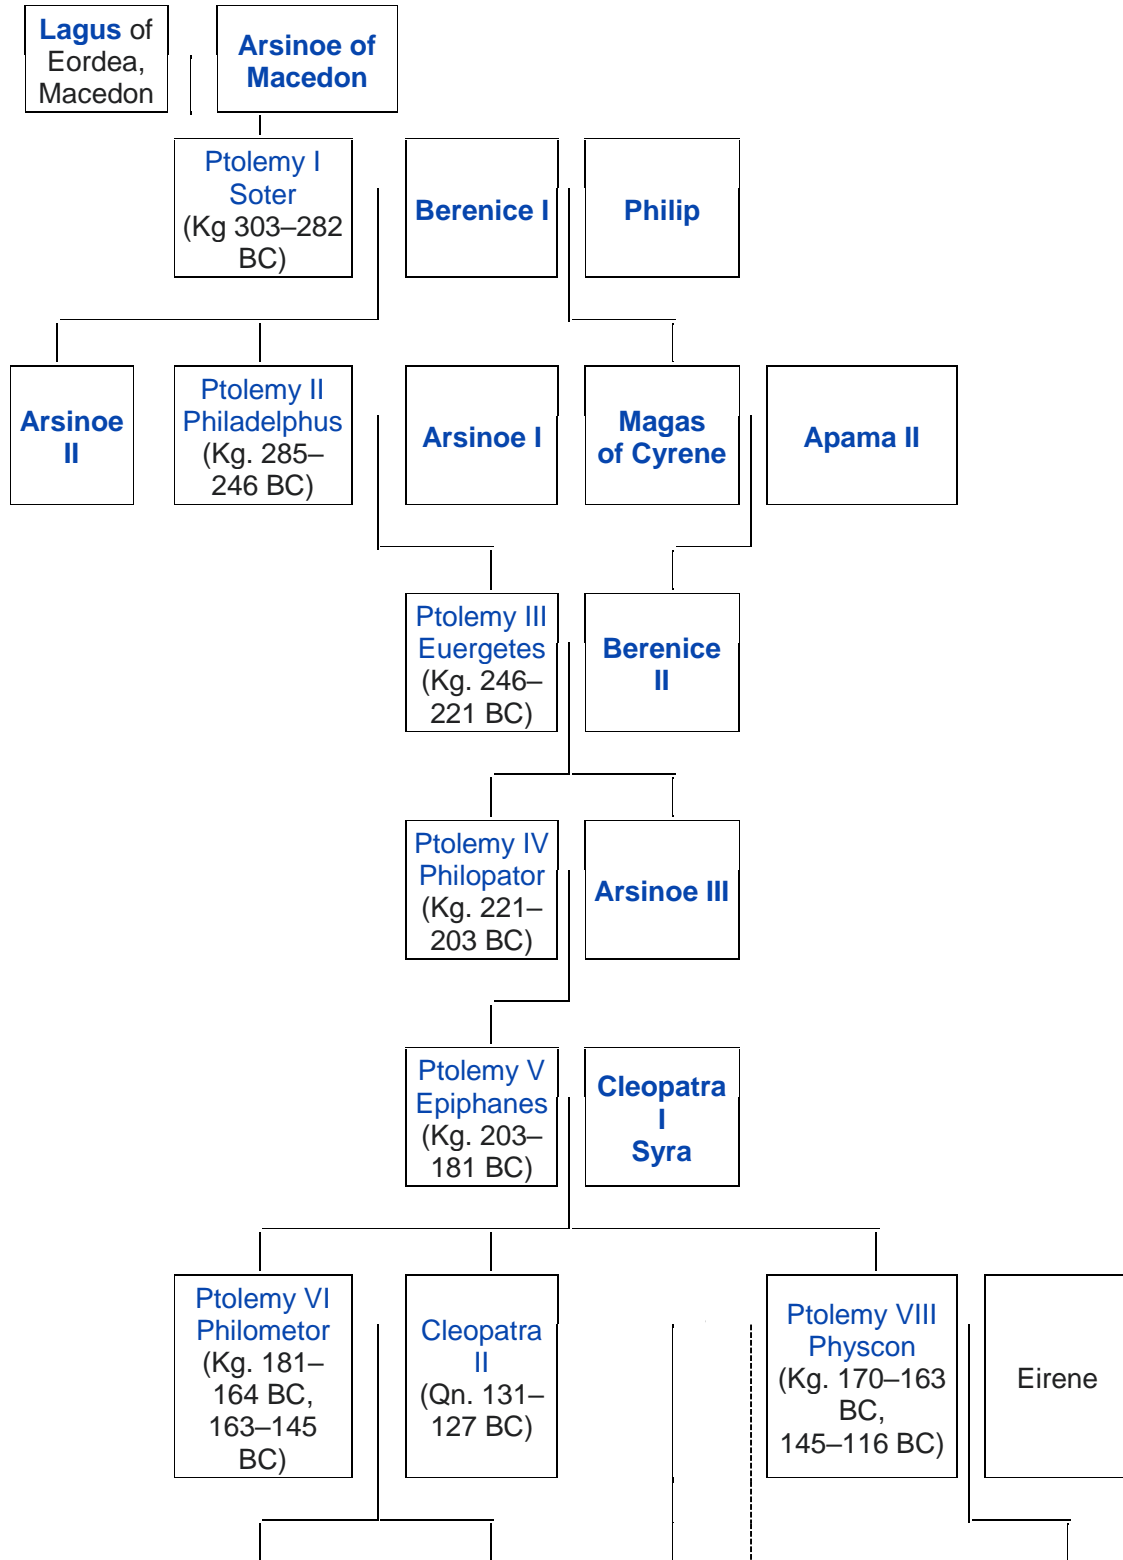 Lagus of
Eordea,
Macedon
Arsinoe of
Macedon
Ptolemy I
Soter
(Kg 303–282
BC)
Berenice I
Philip
Arsinoe
II
Ptolemy II
Philadelphus
(Kg. 285–
246 BC)
Arsinoe I
Magas
of Cyrene
Apama II
Ptolemy III
Euergetes
(Kg. 246–
221 BC)
Berenice
II
Ptolemy IV
Philopator
(Kg. 221–
203 BC)
Arsinoe III
Ptolemy V
Epiphanes
(Kg. 203–
181 BC)
Cleopatra
I
Syra
Ptolemy VI
Philometor
(Kg. 181–
164 BC,
163–145
BC)
Cleopatra
II
(Qn. 131–
127 BC)
Ptolemy VIII
Physcon
(Kg. 170–163
BC,
145–116 BC)
Eirene